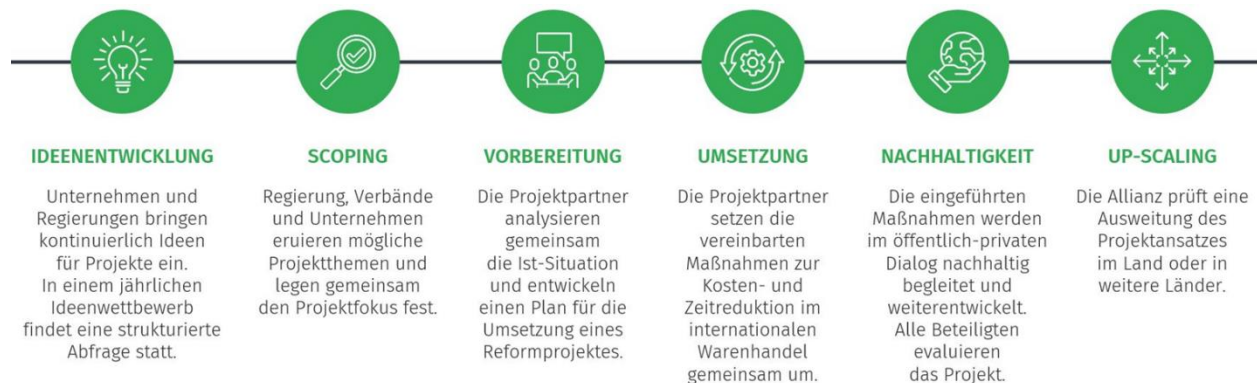 IDEENENTWICKLUNG
Unternehmen und
Regierungen bringen
kontinuierlich Ideen
für Projekte ein.
In einem jährlichen
Ideenwettbewerb
findet eine strukturierte
Abfrage statt.
SCOPING
Regierung, Verbände
und Unternehmen
eruieren mögliche
Projektthemen und
legen gemeinsam
den Projektfokus fest.
VORBEREITUNG
Die Projektpartner
analysieren
gemeinsam
die Ist-Situation
und entwickeln
einen Plan für die
Umsetzung eines
Reformprojektes.
UMSETZUNG
Die Projektpartner
setzen die
vereinbarten
Maßnahmen zur
Kosten- und
Zeitreduktion im
internationalen
Warenhandel
gemeinsam um.
NACHHALTIGKEIT
Die eingeführten
Maßnahmen werden
im öffentlich-privaten
Dialog nachhaltig
begleitet und
weiterentwickelt.
Alle Beteiligten
evaluieren
das Projekt.
UP-SCALING
Die Allianz prüft eine
Ausweitung des
Projektansatzes
im Land oder in
weitere Länder.